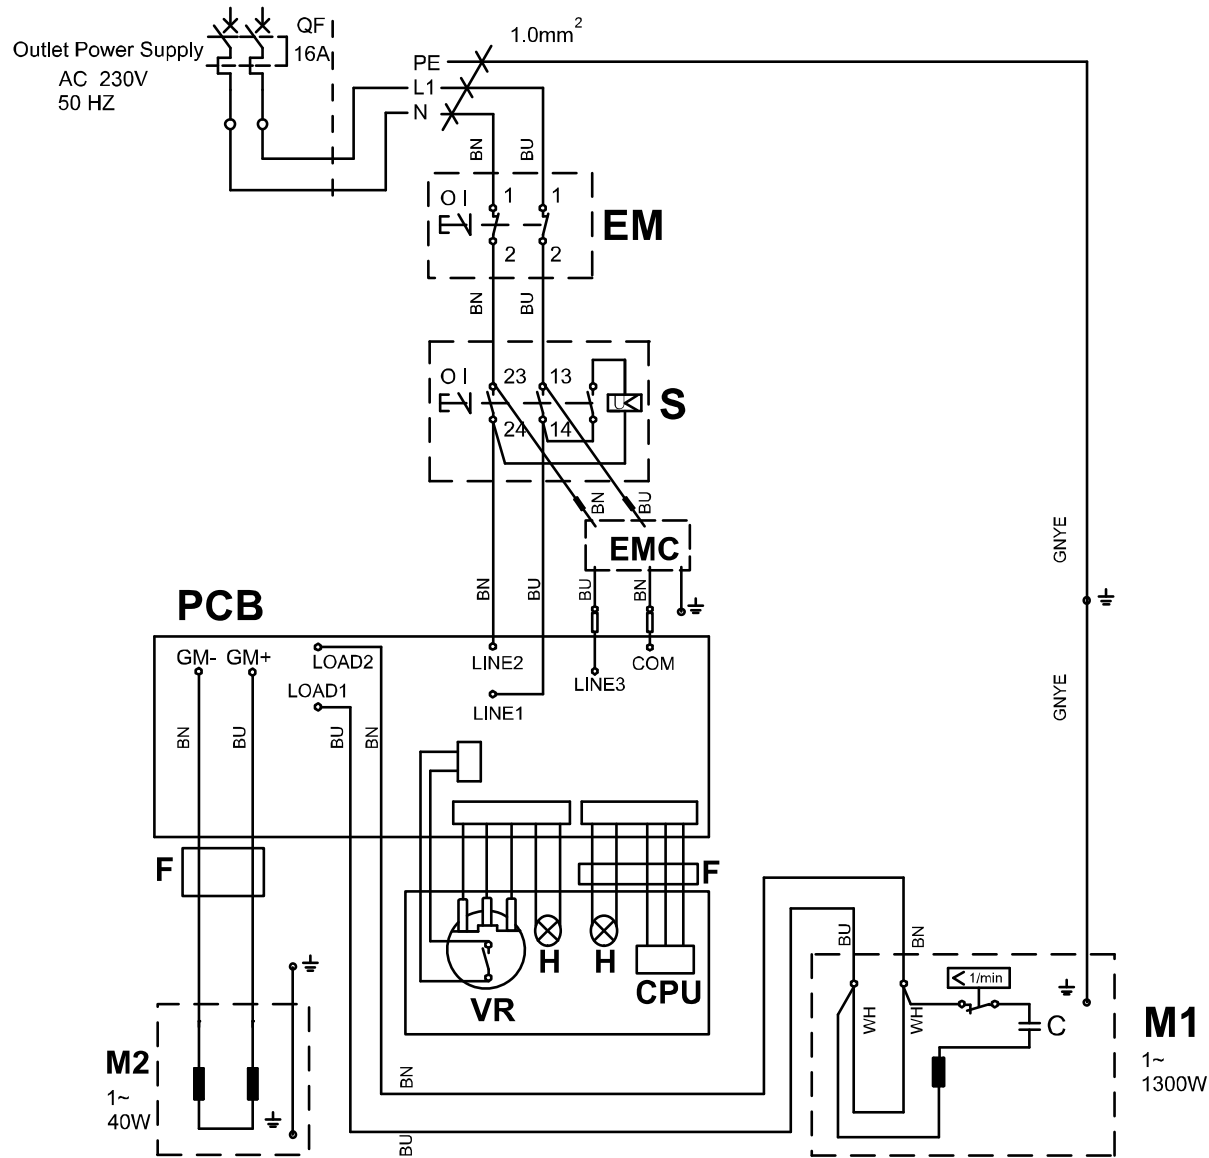 QF
16A
Outlet Power Supply
AC 230V
50 HZ
1.0mm²
PE
L1
N
BN
BU
O I
1
1
EM
2
2
BN
BU
O I
23
13
U<
S
24
14
BN
BU
EMC
BN
BU
BU
BN
GNYE
PCB
GM-
GM+
LOAD2
LINE2
COM
LINE3
LOAD1
LINE1
GNYE
BN
BU
BU
BN
F
F
H
H
CPU
VR
BU
BN
< 1/min
WH
WH
C
M1
1~
1300W
M2
1~
40W
BN
BU